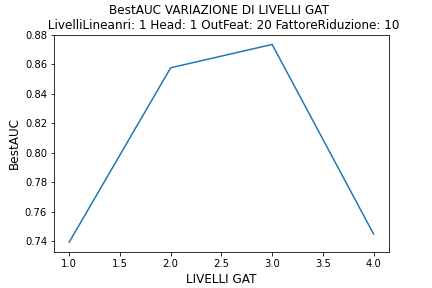 BestAUC VARIAZIONE DI LIVELLI GAT
LivelliLineanri: 1 Head: 1 OutFeat: 20 FattoreRiduzione: 10
BestAUC
0.88
0.86
0.84
0.82
0.80
0.78
0.76
0.74
1.0 1.5 2.0 2.5 3.0 3.5 4.0
LIVELLI GAT